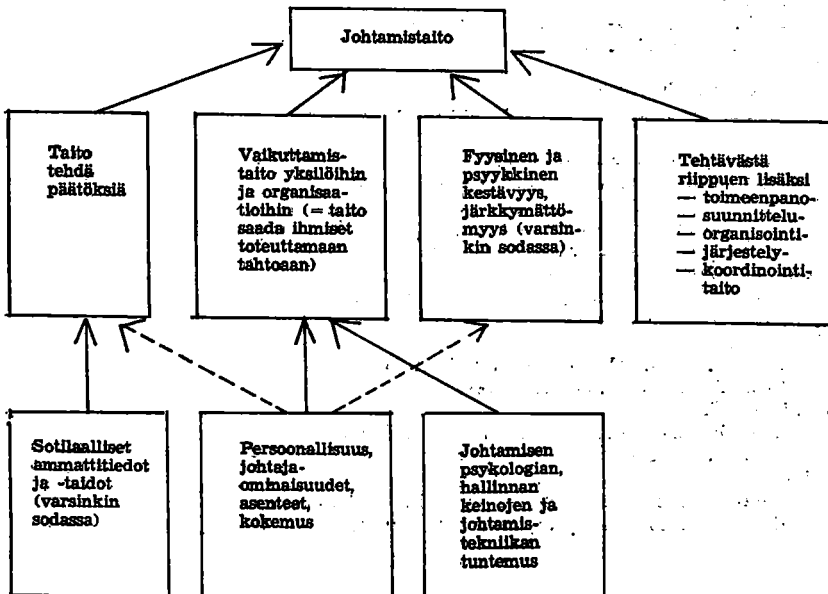 Johtamistaito
Taito
tehdä
päätöksiä
Vaikuttamis-
taito yksilöihin
ja organisaa-
tioihin (= taito
saada ihmiset
toteuttamaan
tahtoaan)
Fyysinen ja
psyykkinen
kestävyys,
järkkymättö-
myys (varsin-
kin sodassa)
Tehtävästä
riippuen lisäksi
— toimeenpano-
— suunnittelu-
— organisointi-
— järjestely-
— koordinointi-
taito
Sotilaalliset
ammattitiedot
ja -taidot
(varsinkin
sodassa)
Persoonallisuus,
johtaja-
ominaisuudet,
asenteet,
kokemus
Johtamisen
psykologian,
hallinnan
keinojen ja
johtamis-
tekniikan
tuntemus